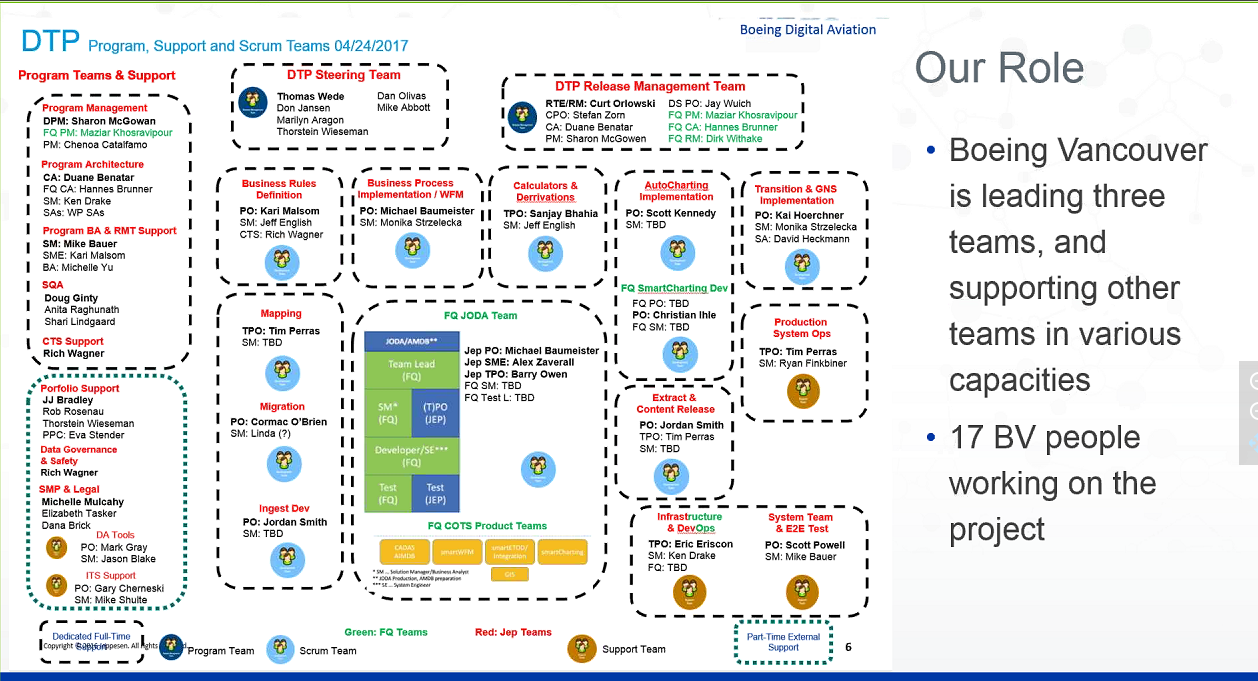 DTP Program, Support and Scrum Teams 04/24/2017
Boeing Digital Aviation
Program Teams & Support
Program Management
DPM: Sharon McGowan
FQ PM: Maziar Khosravipour
PM: Chenoa Catalfamo
Program Architecture
CA: Duane Benatar
FQ CA: Hannes Brunner
SM: Ken Drake
SAs: WP SAs
Program BA & RMT Support
SM: Mike Bauer
SME: Kari Malsom
BA: Michelle Yu
SQA
Doug Ginty
Anita Raghunath
Shari Lindgaard
CTS Support
Rich Wagner
Porfolio Support
JJ Bradley
Rob Rosenau
Thorstein Wieseman
PPC: Eva Stender
Data Governance
& Safety
Rich Wagner
SMP & Legal
Michelle Mulcahy
Elizabeth Tasker
Dana Brick
DA Tools
PO: Mark Gray
SM: Jason Blake
ITS Support
PO: Gary Cherneski
SM: Mike Shulte
DTP Steering Team
Thomas Wede
Don Jansen
Marilyn Aragon
Thorstein Wieseman
Dan Olivas
Mike Abbott
DTP Release Management Team
RTE/RM: Curt Orlowski
CPO: Stefan Zorn
CA: Duane Benatar
PM: Sharon McGowen
DS PO: Jay Wuich
FQ PM: Maziar Khosravipour
FQ CA: Hannes Brunner
FQ RM: Dirk Withake
Business Rules
Definition
PO: Kari Malsom
SM: Jeff English
CTS: Rich Wagner
Business Process
Implementation / WFM
PO: Michael Baumeister
SM: Monika Strzelecka
Calculators &
Derrivations
TPO: Sanjay Bhahia
SM: Jeff English
AutoCharting
Implementation
PO: Scott Kennedy
SM: TBD
FQ SmartCharting Dev
FQ PO: TBD
PO: Christian Ihle
FQ SM: TBD
Transition & GNS
Implementation
PO: Kai Hoerchner
SM: Monika Strzelecka
SA: David Heckmann
Mapping
TPO: Tim Perras
SM: TBD
Migration
PO: Cormac O'Brien
SM: Linda (?)
Ingest Dev
PO: Jordan Smith
SM: TBD
FQ JODA Team
JODA/AMDB**
Team Lead
(FQ)
SM*
(FQ)
(T)PO
(JEP)
Developer/SE***
(FQ)
Test
(FQ)
Test
(JEP)
Jep PO: Michael Baumeister
Jep SME: Alex Zaverall
Jep TPO: Barry Owen
FQ SM: TBD
FQ Test L: TBD
FQ COTS Product Teams
CADAS
AIMDB
smartWFM
smartETOD/
Integration
smartCharting
GIS
* SM ... Solution Manager/Business Analyst
** JODA Production, AMDB preparation
*** SE ... System Engineer
Production
System Ops
TPO: Tim Perras
SM: Ryan Finkbiner
Extract &
Content Release
PO: Jordan Smith
TPO: Tim Perras
SM: TBD
Infrastructure
& DevOps
TPO: Eric Eriscon
SM: Ken Drake
FQ: TBD
System Team
& E2E Test
PO: Scott Powell
SM: Mike Bauer
Dedicated Full-Time
Program Team
Scrum Team
Green: FQ Teams
Red: Jep Teams
Support Team
Part-Time External
Support
6
Our Role
• Boeing Vancouver
is leading three
teams, and
supporting other
teams in various
capacities
• 17 BV people
working on the
project